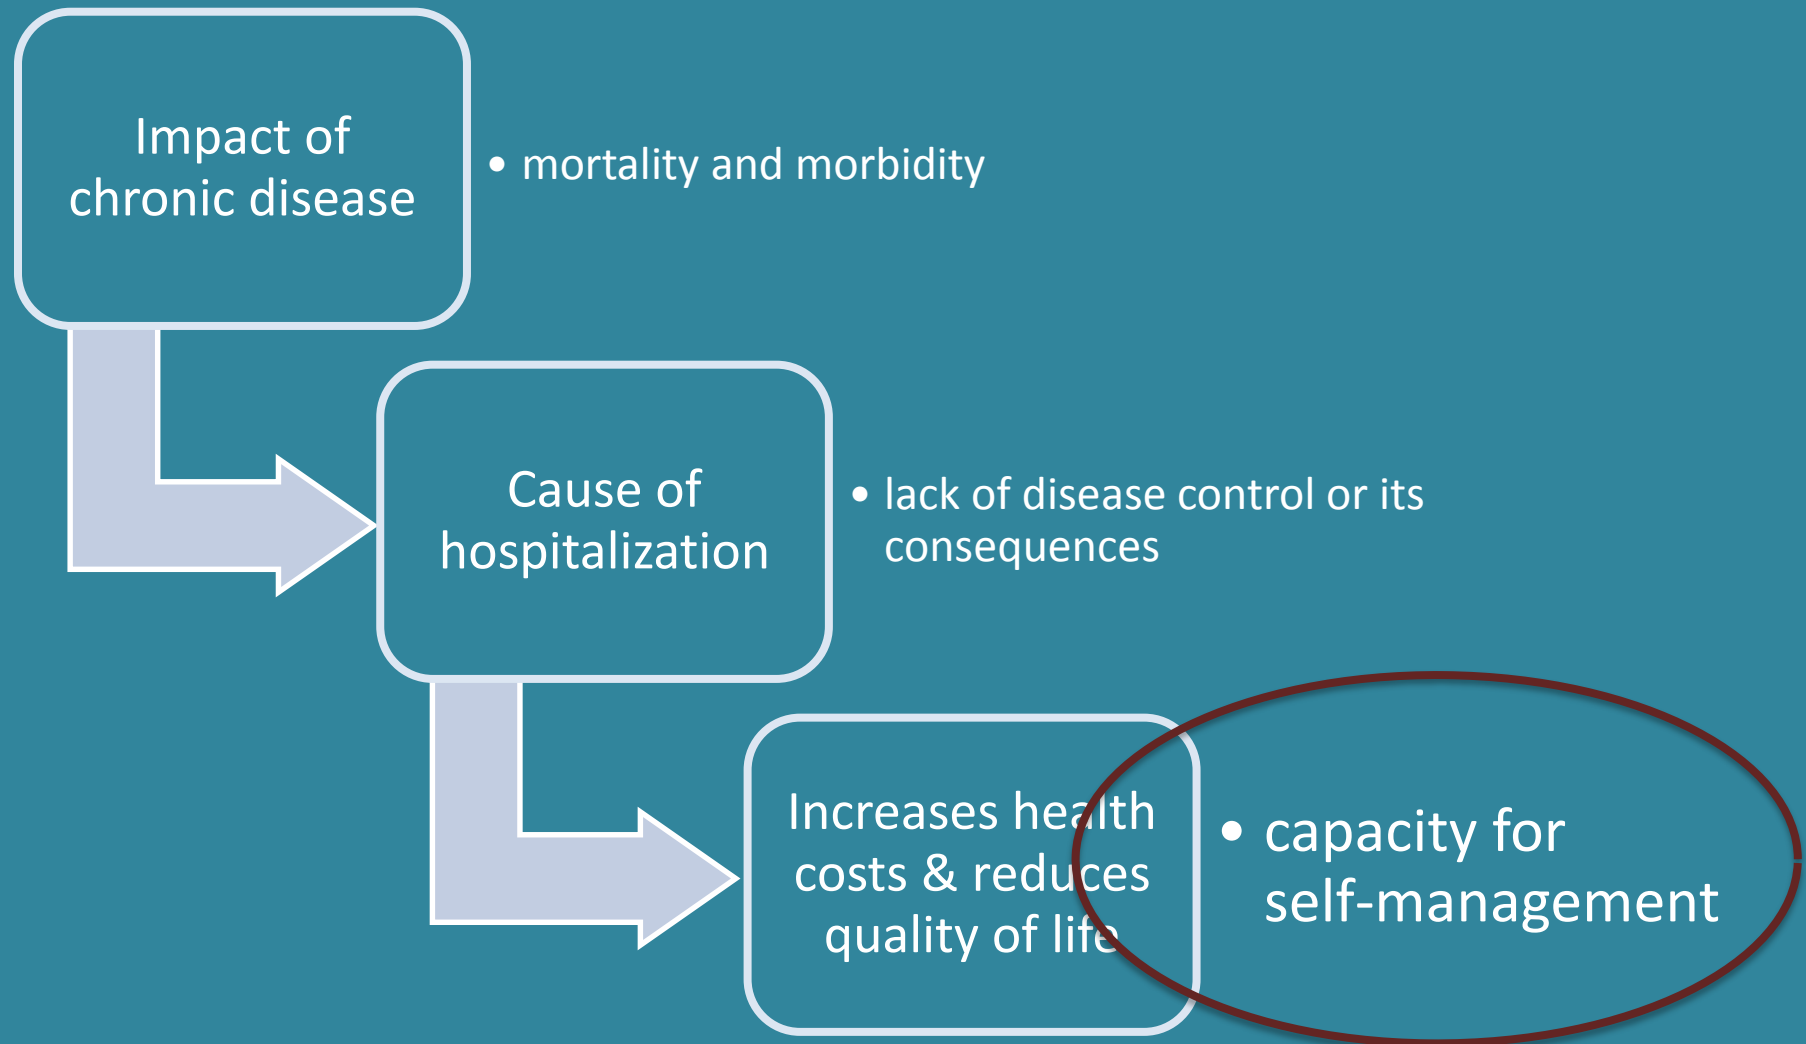 Impact of
chronic disease
• mortality and morbidity
Cause of
hospitalization
• lack of disease control or its
consequences
Increases health
costs & reduces
quality of life
• capacity for
self-management